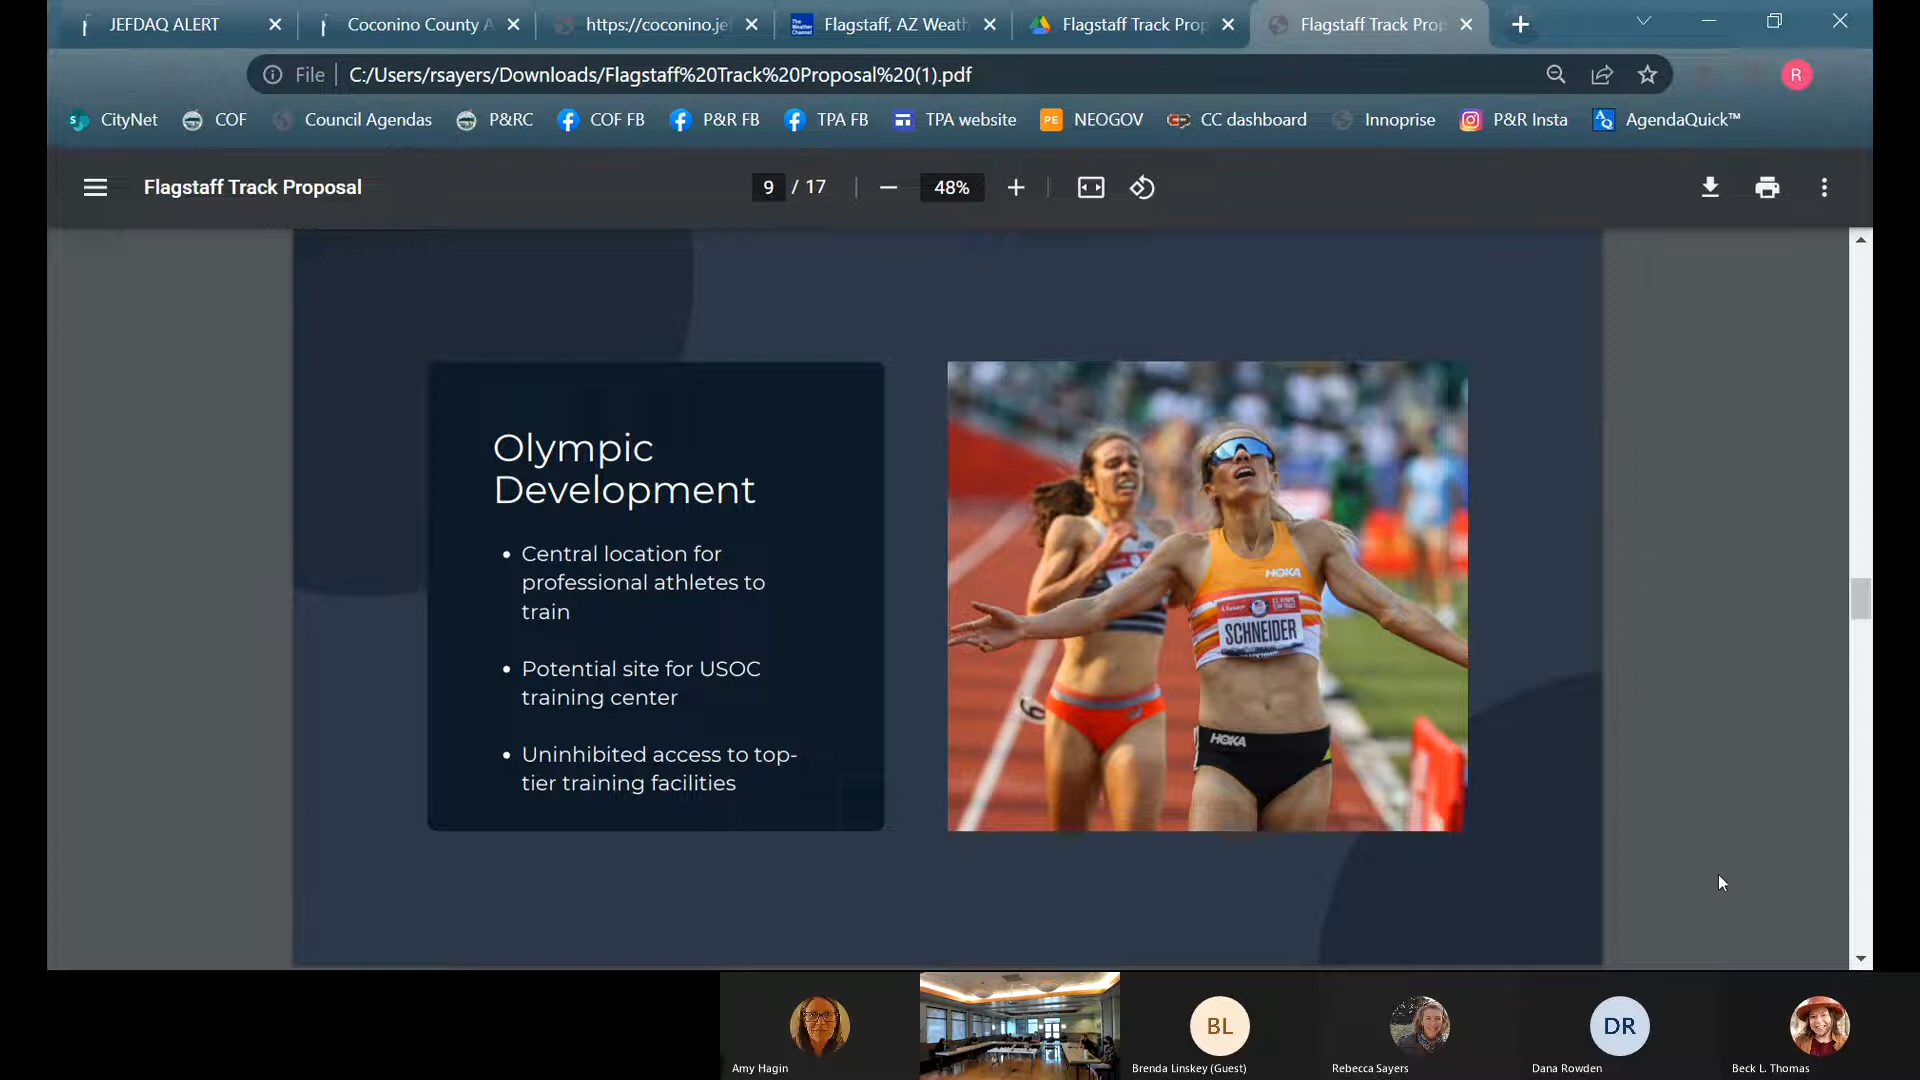 JEFDAQ ALERT
Coconino County A
https://coconino.je
Flagstaff, AZ Weath
Flagstaff Track Prop
Flagstaff Track Prop
File
C:/Users/rsayers/Downloads/Flagstaff%20Track%20Proposal%20(1).pdf
R
CityNet
COF
Council Agendas
P&RC
COF FB
P&R FB
TPA FB
TPA website
PE
NEOGOV
CC dashboard
Innoprise
P&R Insta
AgendaQuick™
Flagstaff Track Proposal
9 / 17
48%
Olympic
Development
• Central location for
professional athletes to
train
• Potential site for USOC
training center
• Uninhibited access to top-
tier training facilities
HOKA
SCHNEIDER
HOKA
6
BL
DR
Amy Hagin
Brenda Linskey (Guest)
Rebecca Sayers
Dana Rowden
Beck L. Thomas